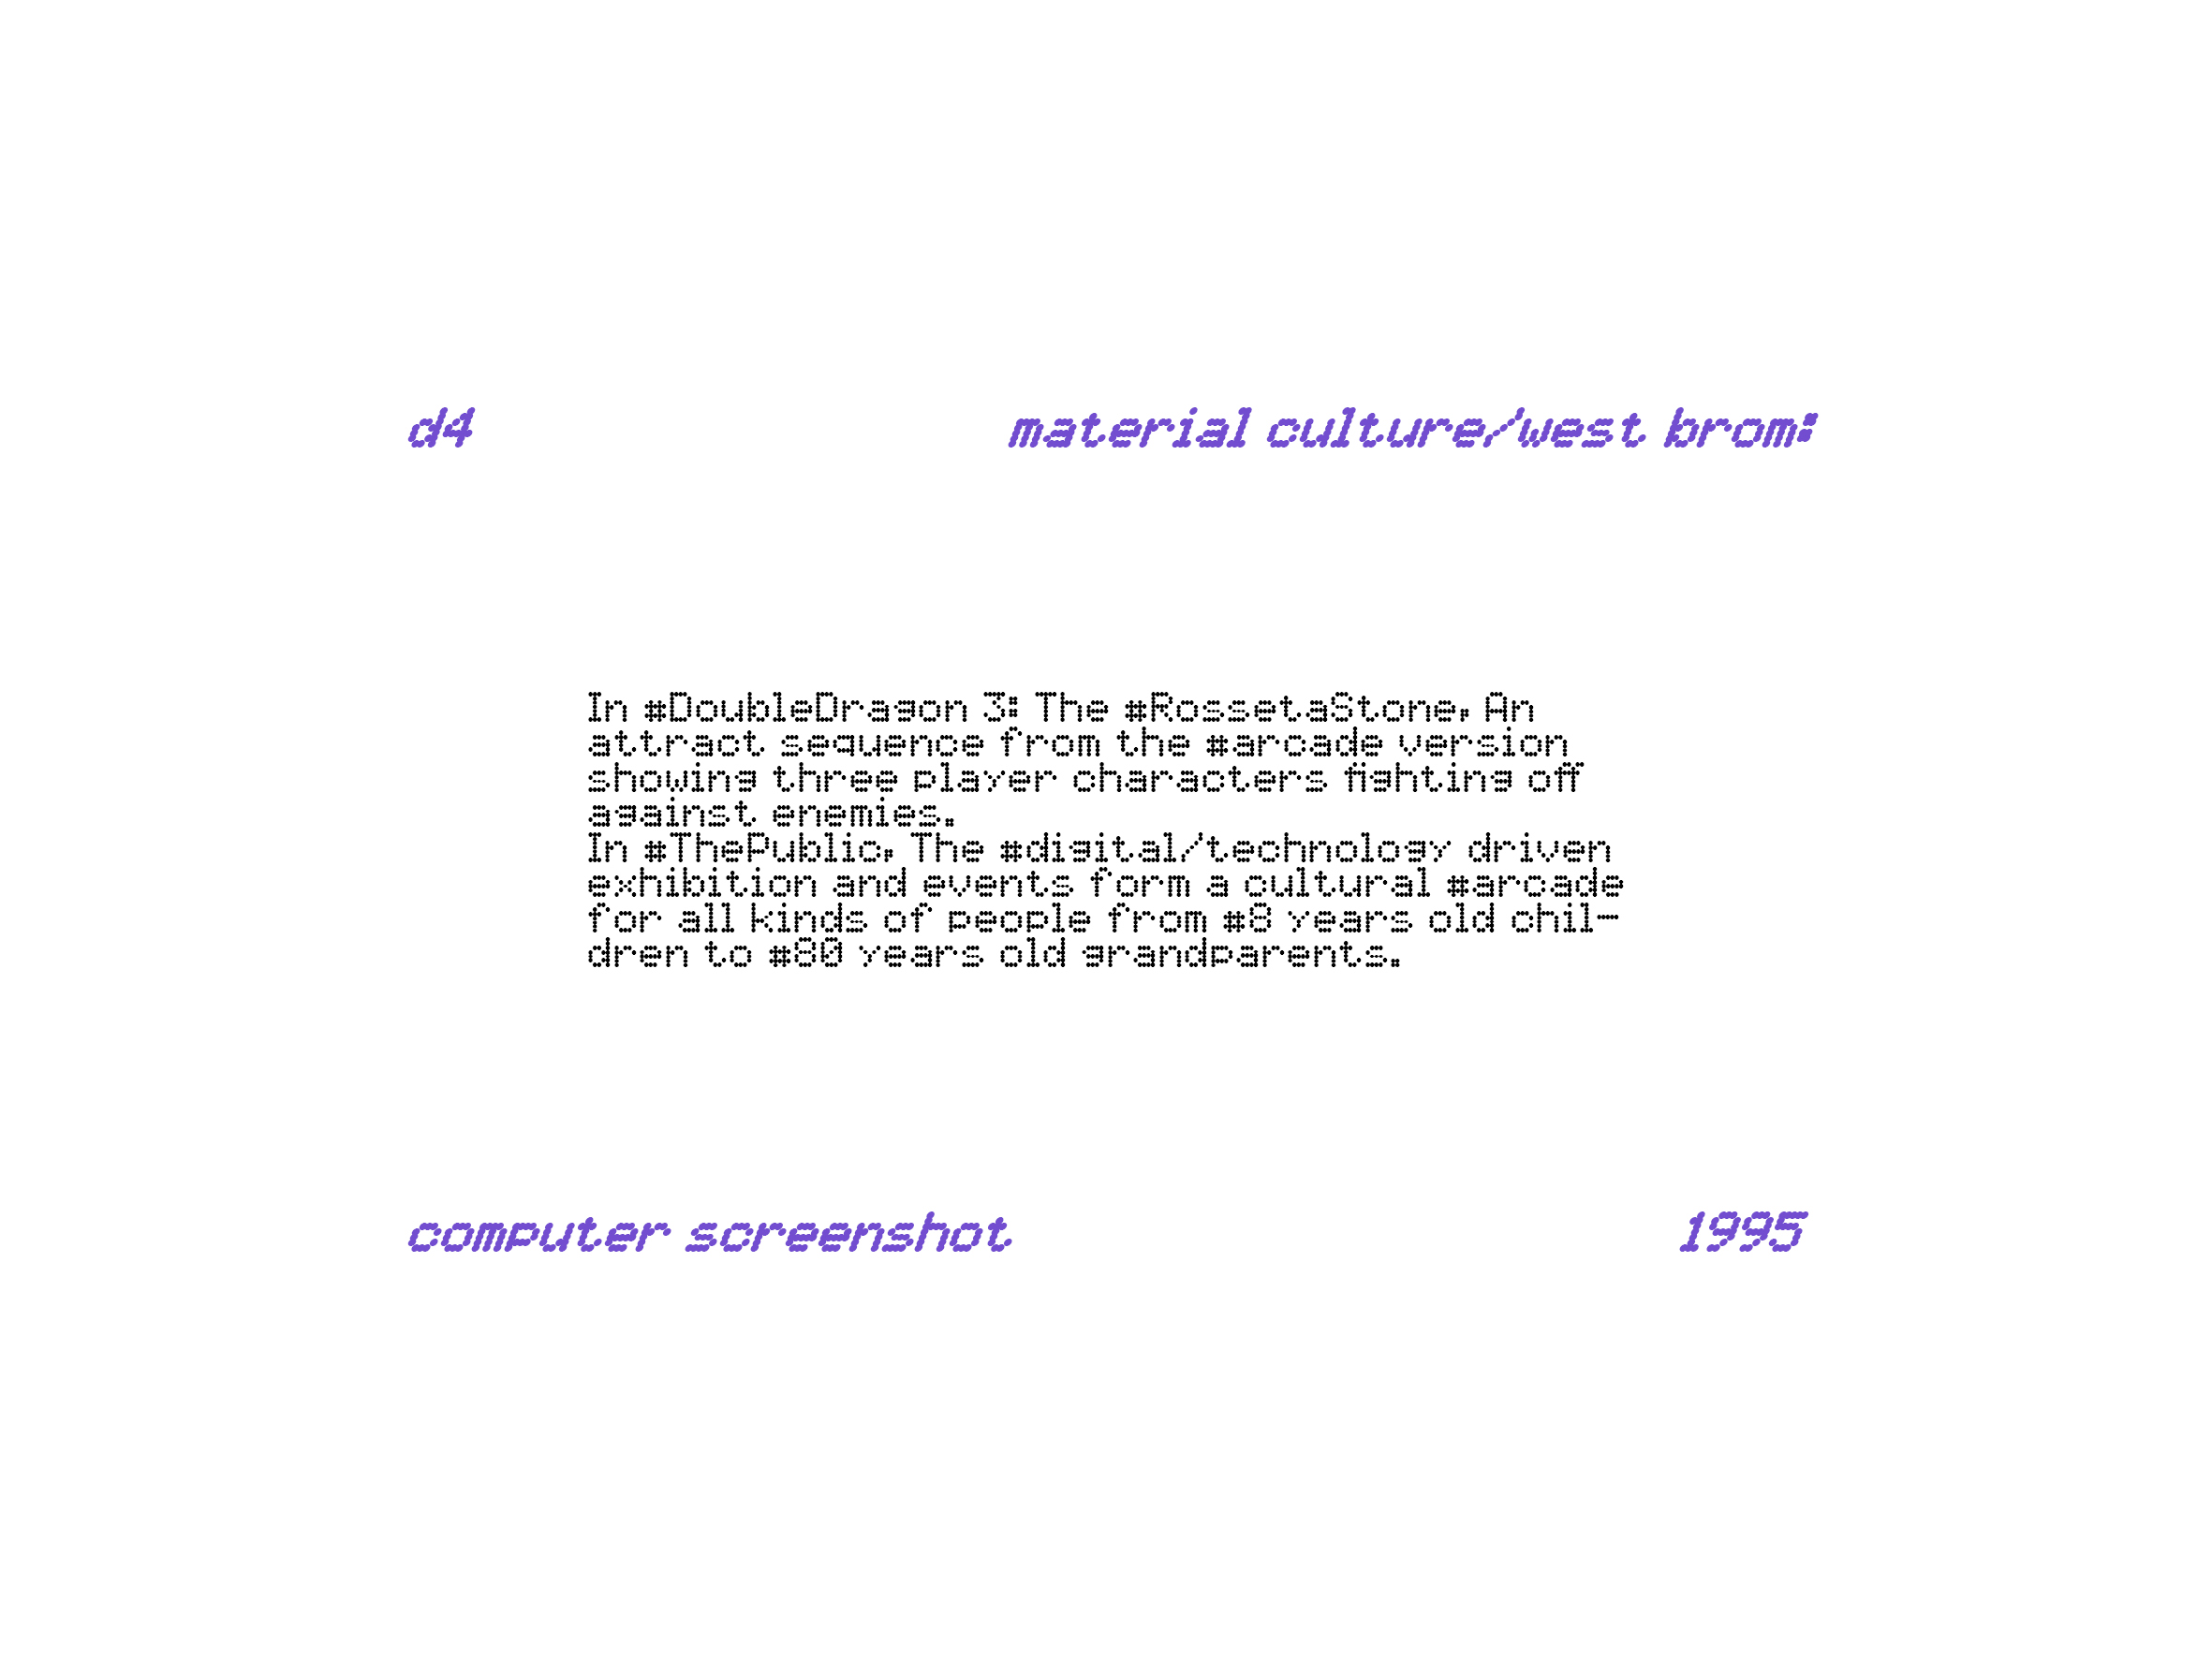 d4
material culture/west brom:
In #DoubleDragon 3: The #RossetaStone, An
attract sequence from the #arcade version
showing three player characters fighting off
against enemies.
In #ThePublic, The #digital/technology driven
exhibition and events form a cultural #arcade
for all kinds of people from #8 years old chil-
dren to #80 years old grandparents.
computer screenshot
1995